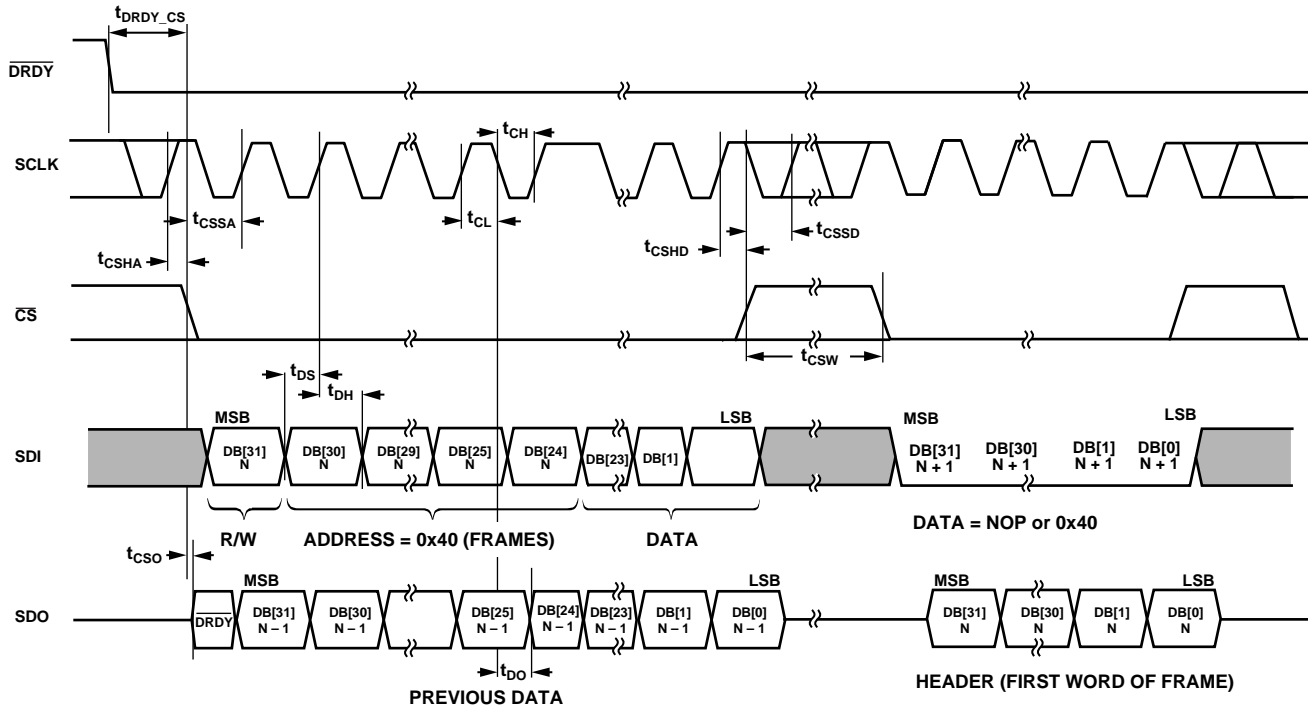 tDRDY_CS
DRDY
SCLK
tCH
tCSSA
tCL
tCSHD
tCSSD
tCSHA
CS
tCSW
tDS
tDH
MSB
LSB
MSB
LSB
SDI
DB[31]
N
DB[30]
N
DB[29]
N
DB[25]
N
DB[24]
N
DB[23]
DB[1]
DB[31]
N + 1
DB[30]
N + 1
DB[1]
N + 1
DB[0]
N + 1
R/W
ADDRESS = 0x40 (FRAMES)
DATA
DATA = NOP or 0x40
tCSO
MSB
LSB
MSB
LSB
SDO
DRDY
DB[31]
N – 1
DB[30]
N – 1
DB[25]
N – 1
DB[24]
N – 1
DB[23]
N – 1
DB[1]
N – 1
DB[0]
N – 1
DB[31]
N
DB[30]
N
DB[1]
N
DB[0]
N
tDO
PREVIOUS DATA
HEADER (FIRST WORD OF FRAME)